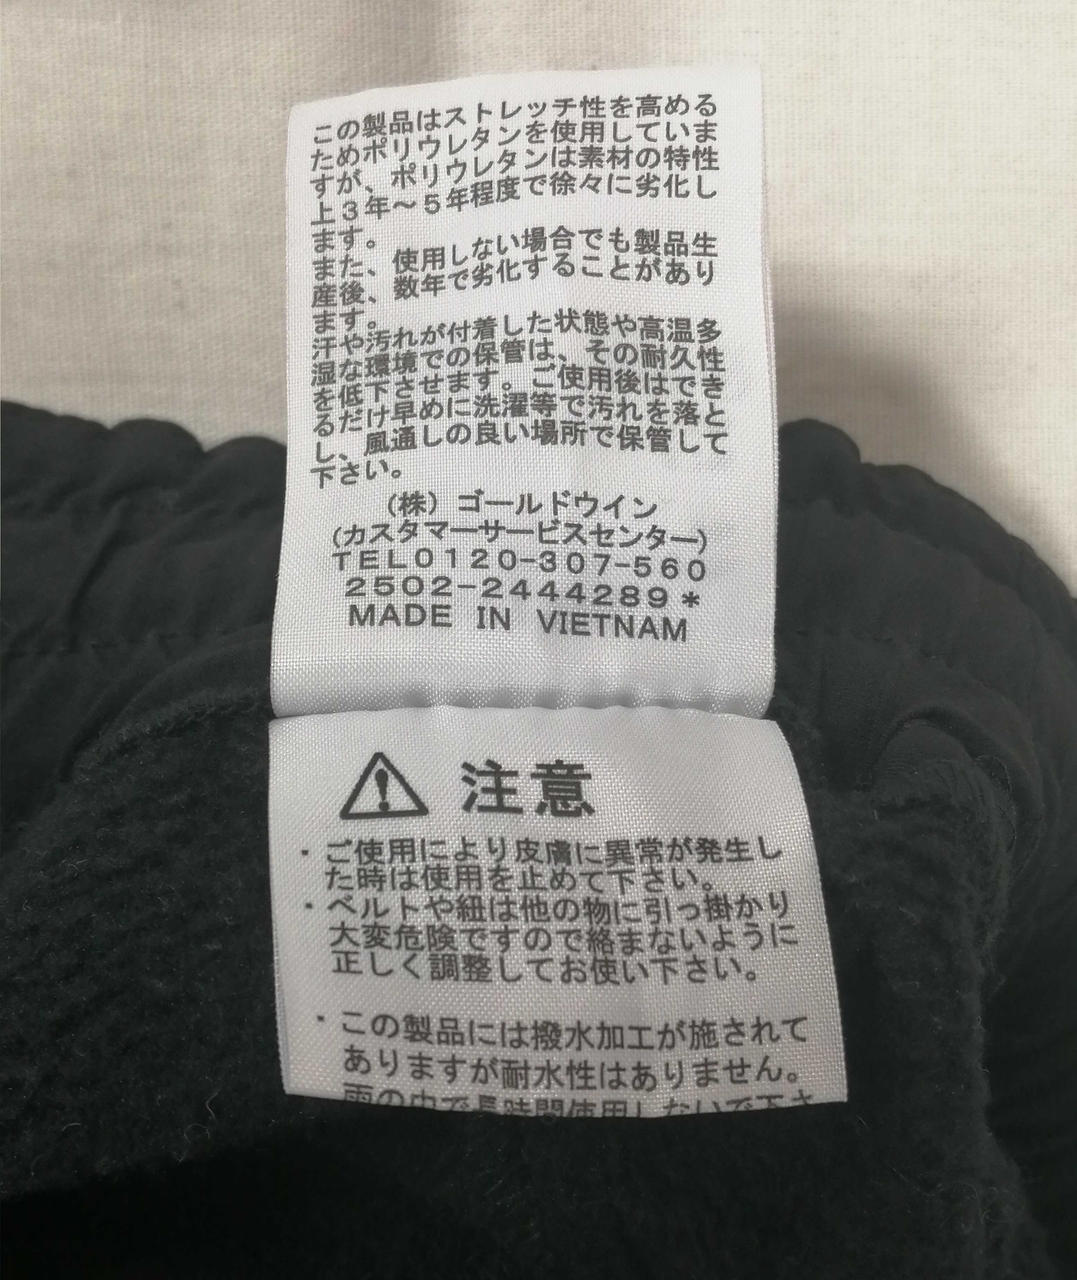 この製品はストレッチ性を高める
ためポリウレタンを使用していま
すが、ポリウレタンは素材の特性
上３年～５年程度で徐々に劣化し
ます。
また、使用しない場合でも製品生
産後、数年で劣化することがあり
ます。
汗や汚れが付着した状態や高温多
湿な環境での保管は、その耐久性
を低下させます。ご使用後はでき
るだけ早めに洗濯等で汚れを落と
し、風通しの良い場所で保管して
下さい。
（株）ゴールドウイン
(カスタマーサービスセンター)
TEL0120-307-560
2502-2444289＊
MADE IN VIETNAM
注意
・ご使用により皮膚に異常が発生し
た時は使用を止めて下さい。
・ベルトや紐は他の物に引っ掛かり
大変危険ですので絡まないように
正しく調整してお使い下さい。
・この製品には撥水加工が施されて
ありますが耐水性はありません。
雨の中で長時間使用しないで下さ